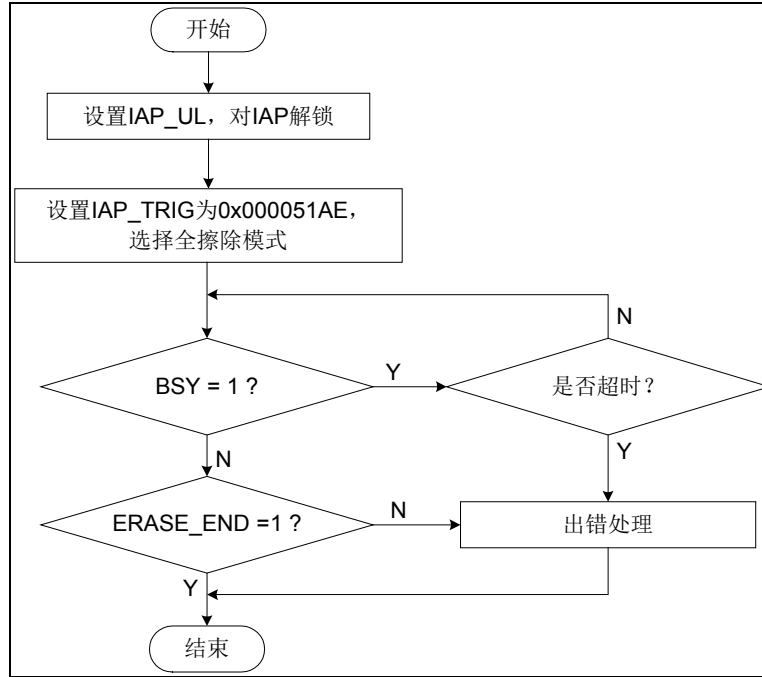 开始
设置IAP_UL，对IAP解锁
设置IAP_TRIG为0x000051AE，
选择全擦除模式
N
BSY = 1 ?
Y
是否超时？
N
Y
ERASE_END =1 ?
N
出错处理
Y
结束